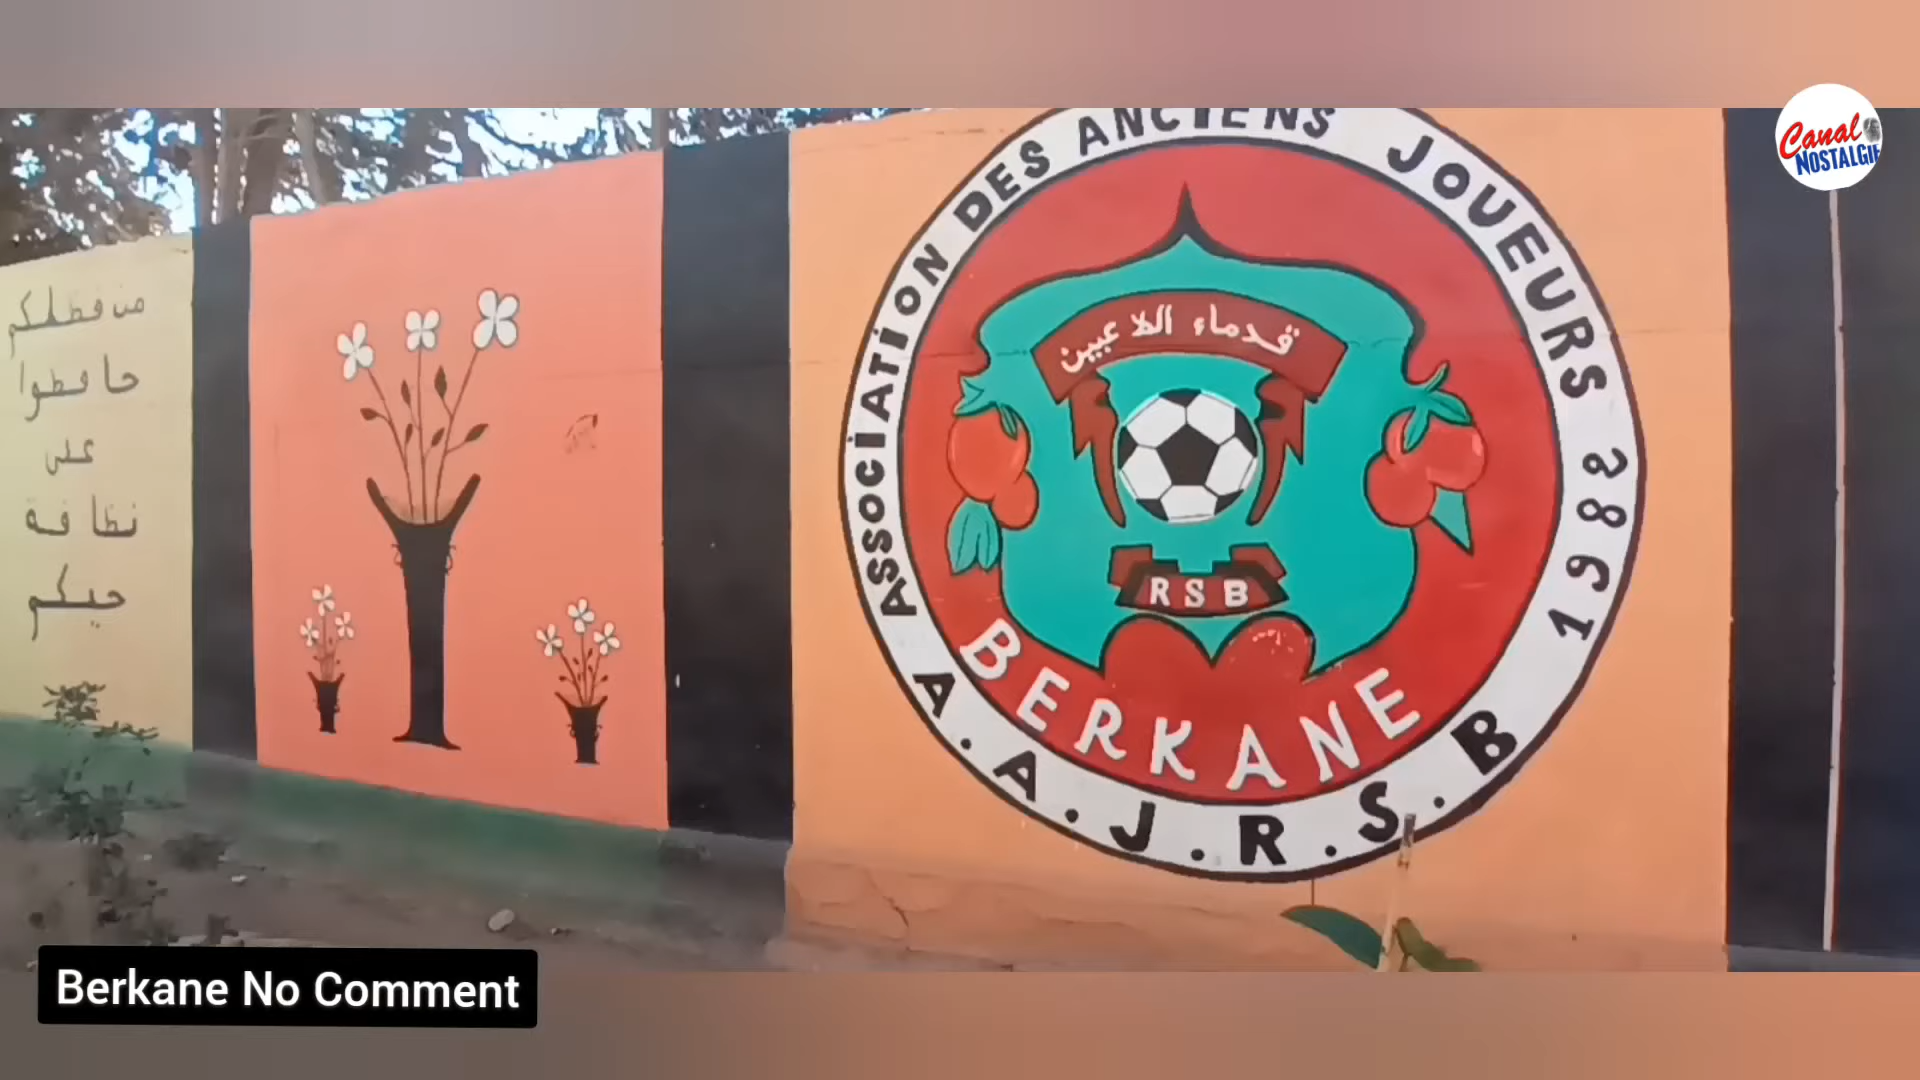 Canal
NOSTALGIE
من فضلكم
حافظوا
على
نظافة
حيكم
ASSOCIATION DES ANCIENS JOUEURS 1982
قدماء اللاعبين
RSB
BERKANE
A.A.J.R.S.B
Berkane No Comment